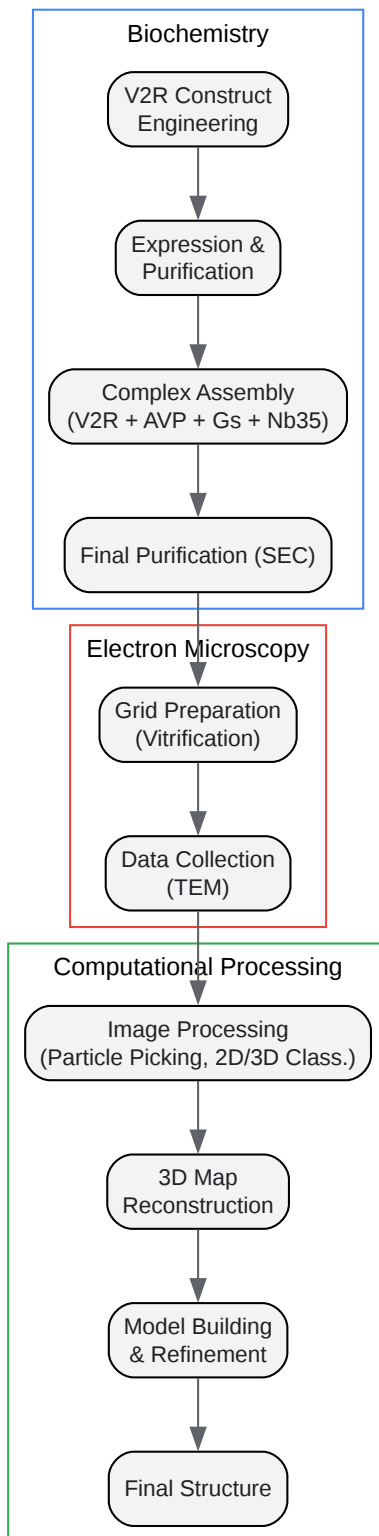 Biochemistry
V2R Construct
Engineering
Expression &
Purification
Complex Assembly
(V2R + AVP + Gs + Nb35)
Final Purification (SEC)
Electron Microscopy
Grid Preparation
(Vitrification)
Data Collection
(TEM)
Computational Processing
Image Processing
(Particle Picking, 2D/3D Class.)
3D Map
Reconstruction
Model Building
& Refinement
Final Structure